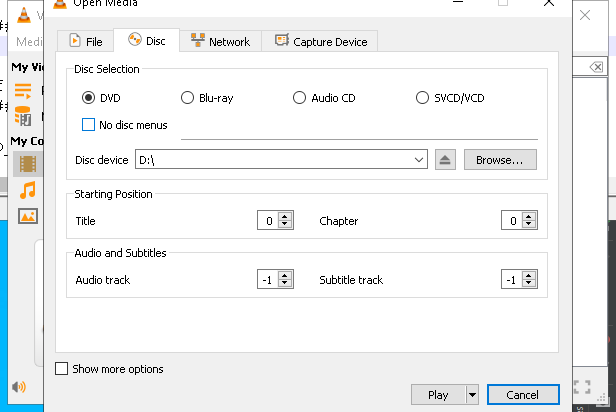 Open Media
Medi
File
Disc
Network
Capture Device
My Vi
Disc Selection
DVD
Blu-ray
Audio CD
SVCD/VCD
No disc menus
My Co
Disc device
D:\
Browse...
Starting Position
Title
0
Chapter
0
Audio and Subtitles
Audio track
-1
Subtitle track
-1
Show more options
Play
Cancel